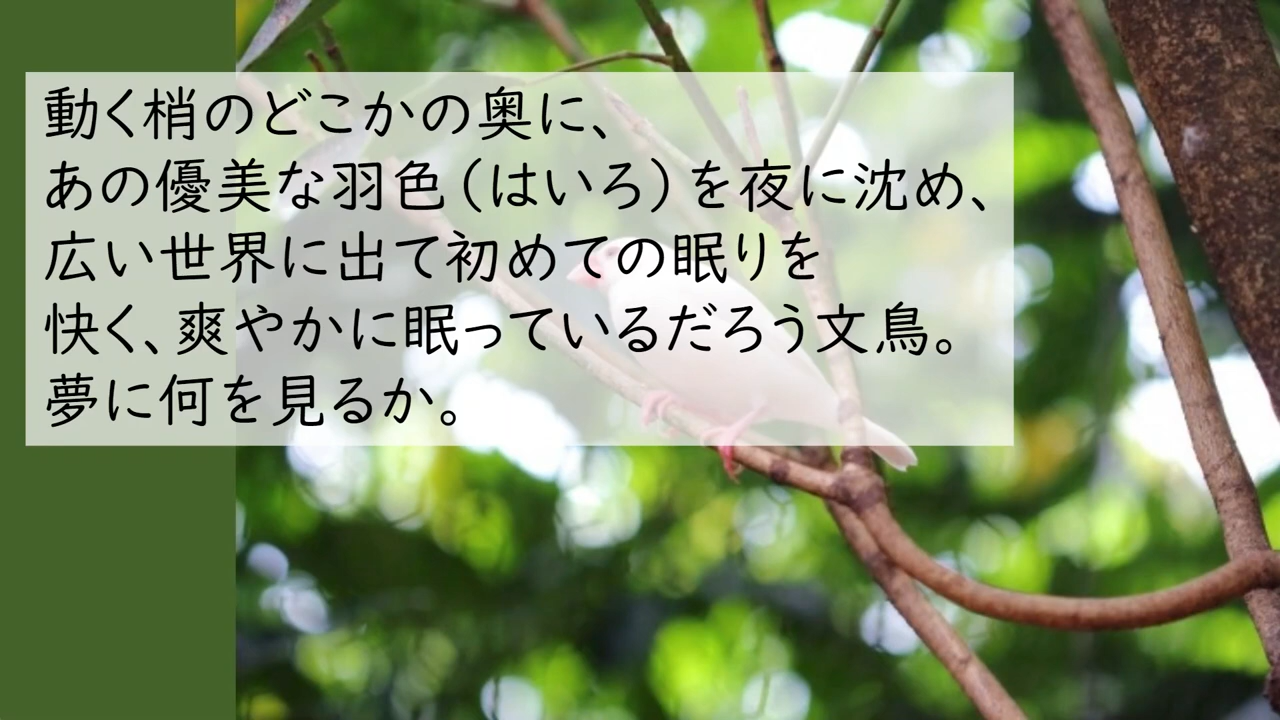 動く梢のどこかの奥に、
あの優美な羽色(はいろ)を夜に沈め、
広い世界に出て初めての眠りを
快く、爽やかに眠っているだろう文鳥。
夢に何を見るか。